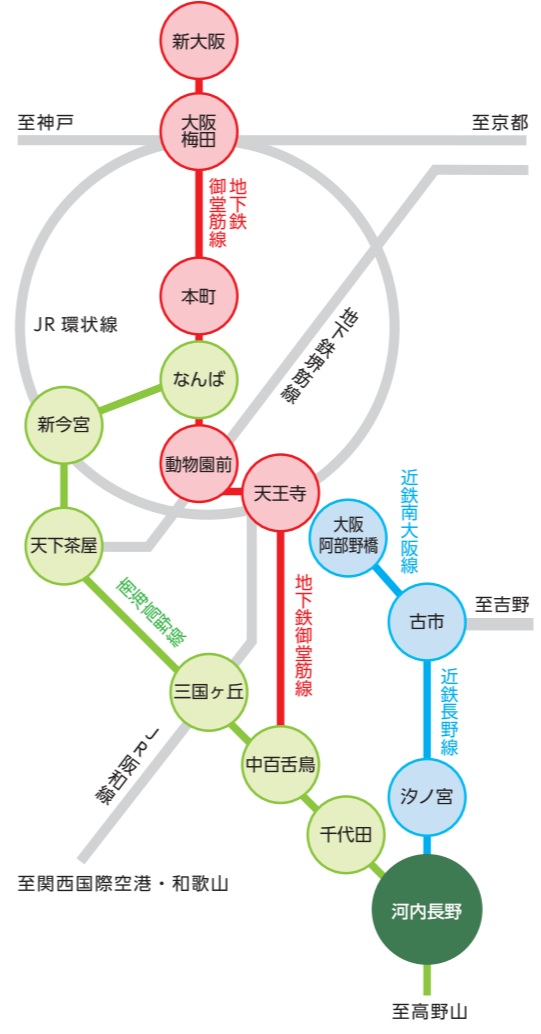 新大阪
大阪
梅田
至神戸
至京都
地下鉄
御堂筋線
本町
JR 環状線
地下鉄堺筋線
なんば
新今宮
動物園前
天王寺
近鉄南大阪線
大阪
阿部野橋
天下茶屋
南海高野線
地下鉄御堂筋線
古市
至吉野
三国ヶ丘
近鉄長野線
JR阪和線
中百舌鳥
汐ノ宮
千代田
至関西国際空港・和歌山
河内長野
至高野山